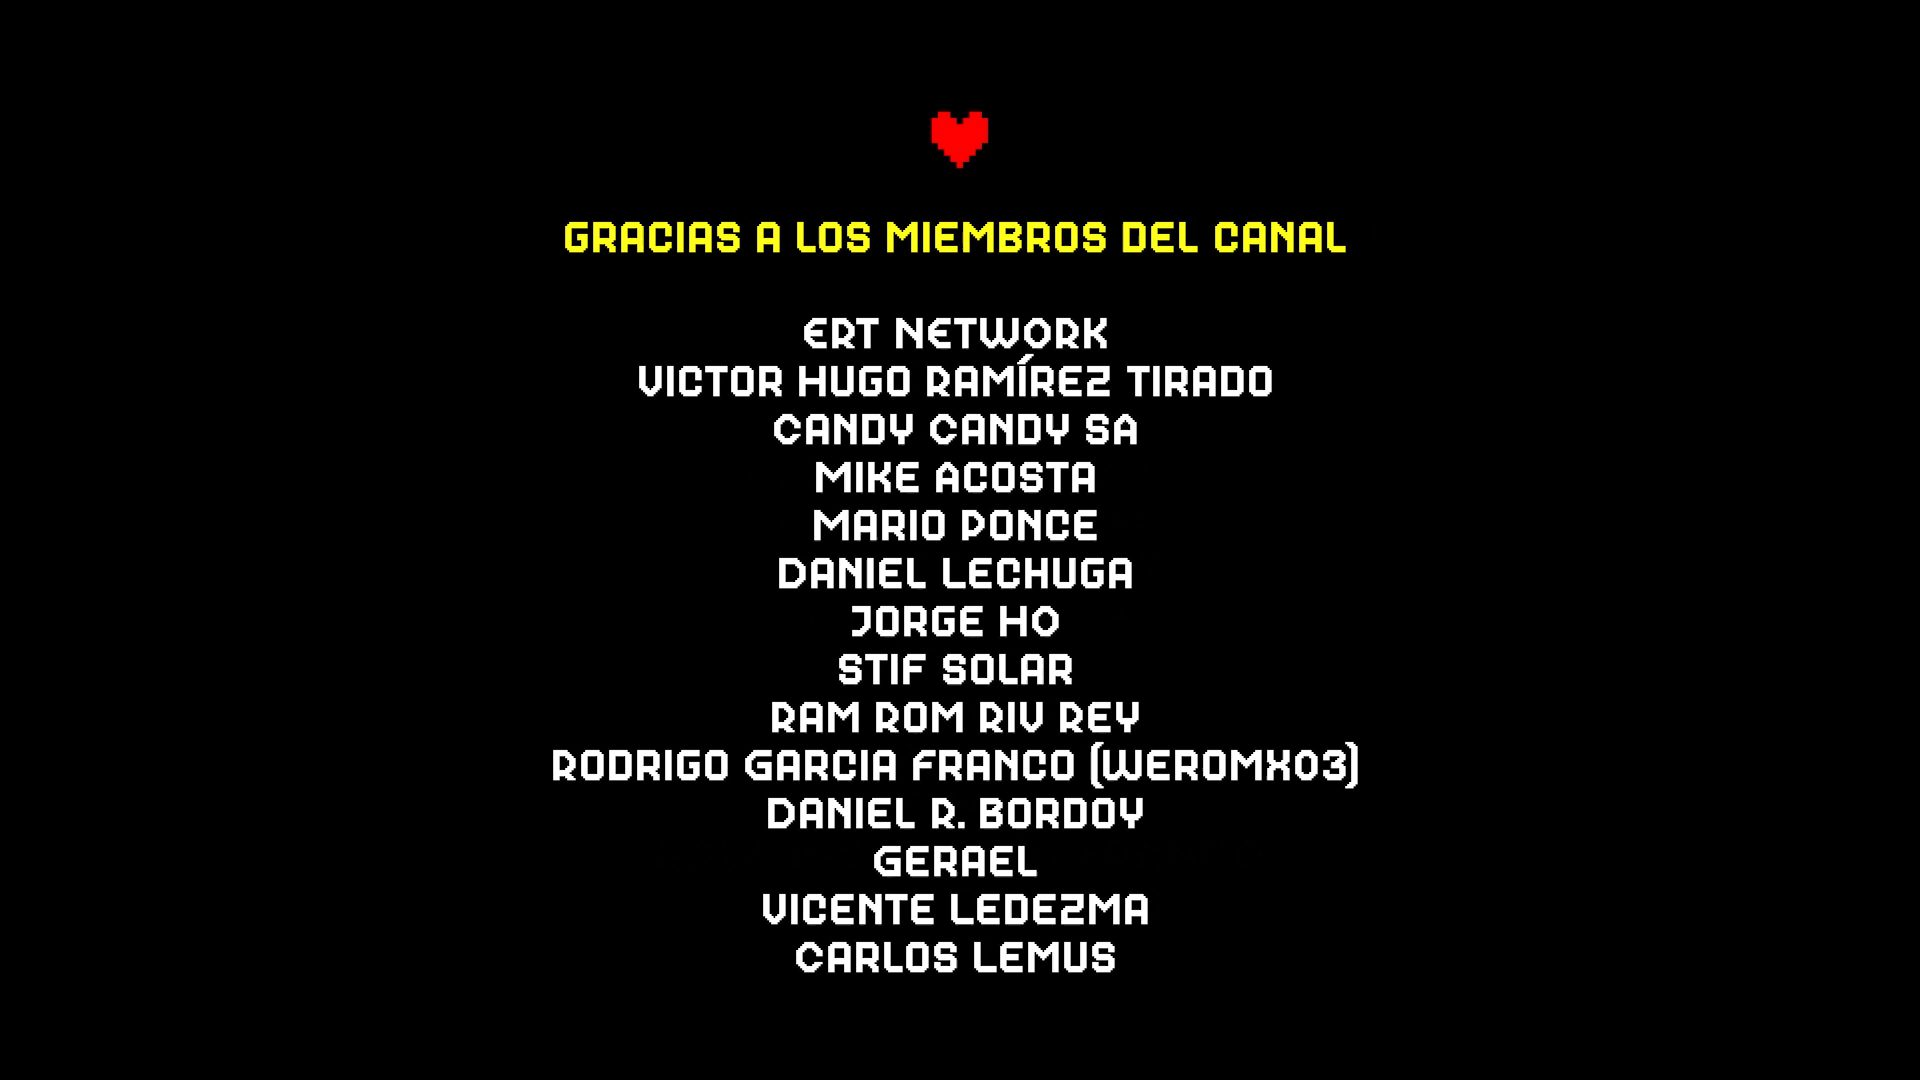 GRACIAS A LOS MIEMBROS DEL CANAL
ERT NETWORK
VICTOR HUGO RAMÍREZ TIRADO
CANDY CANDY SA
MIKE ACOSTA
MARIO PONCE
DANIEL LECHUGA
JORGE HO
STIF SOLAR
RAM ROM RIV REY
RODRIGO GARCIA FRANCO (WEROMX03)
DANIEL R. BORDOY
GERAEL
VICENTE LEDEZMA
CARLOS LEMUS